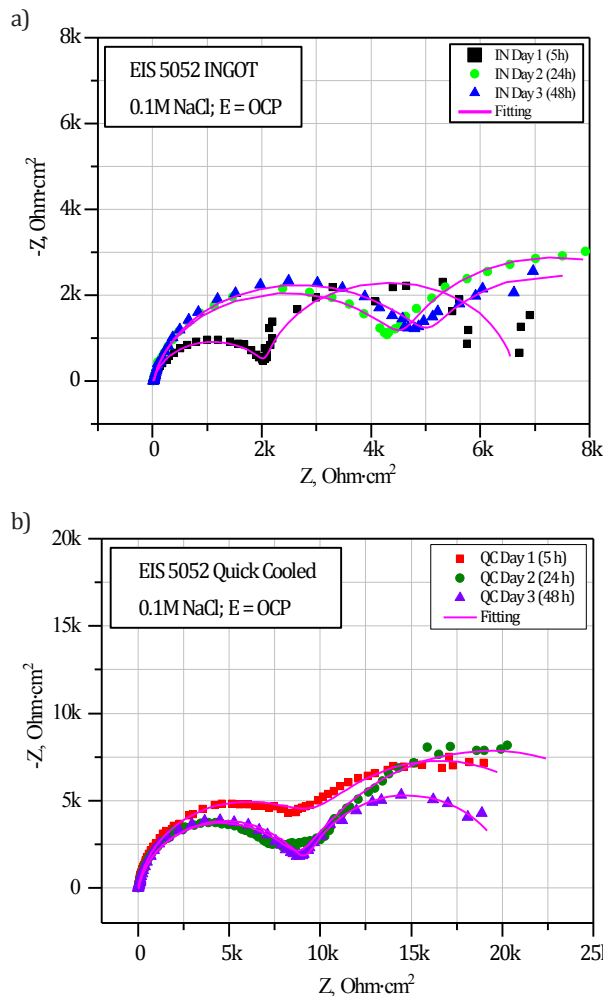 a)
8k
6k
4k
2k
0
-Z, Ohm·cm²
EIS 5052 INGOT
0.1M NaCl; E = OCP
IN Day 1 (5h)
IN Day 2 (24h)
IN Day 3 (48h)
Fitting
0 2k 4k 6k 8k
Z, Ohm·cm²
b)
20k
15k
10k
5k
0
-Z, Ohm·cm²
EIS 5052 Quick Cooled
0.1M NaCl; E = OCP
QC Day 1 (5 h)
QC Day 2 (24 h)
QC Day 3 (48 h)
Fitting
0 5k 10k 15k 20k 25k
Z, Ohm·cm²